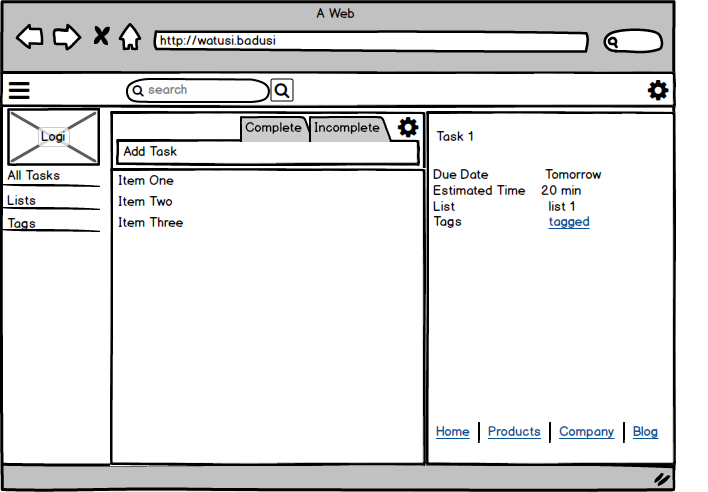 A Web
http://watusi.badusi
search
Logi
All Tasks
Lists
Tags
Complete Incomplete
Add Task
Item One
Item Two
Item Three
Task 1
Due Date Tomorrow
Estimated Time 20 min
List list 1
Tags tagged
Home Products Company Blog